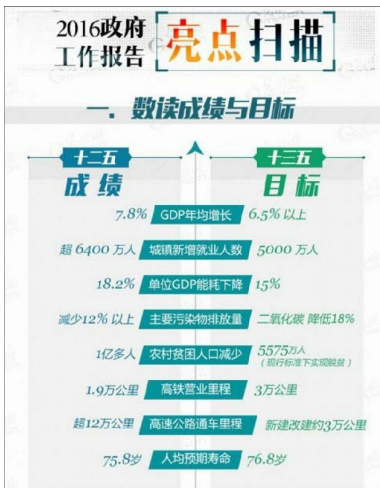 2016政府
工作报告
亮点扫描
一、数读成绩与目标
十二五 十三五
成绩 目标
7.8% GDP年均增长 6.5%以上
超6400万人 城镇新增就业人数 5000万人
18.2% 单位GDP能耗下降 15%
减少12%以上 主要污染物排放量 二氧化碳 降低18%
1亿多人 农村贫困人口减少 5575万人
(现行标准下实现脱贫)
1.9万公里 高铁营业里程 3万公里
超12万公里 高速公路通车里程 新建改建约3万公里
75.8岁 人均预期寿命 76.8岁